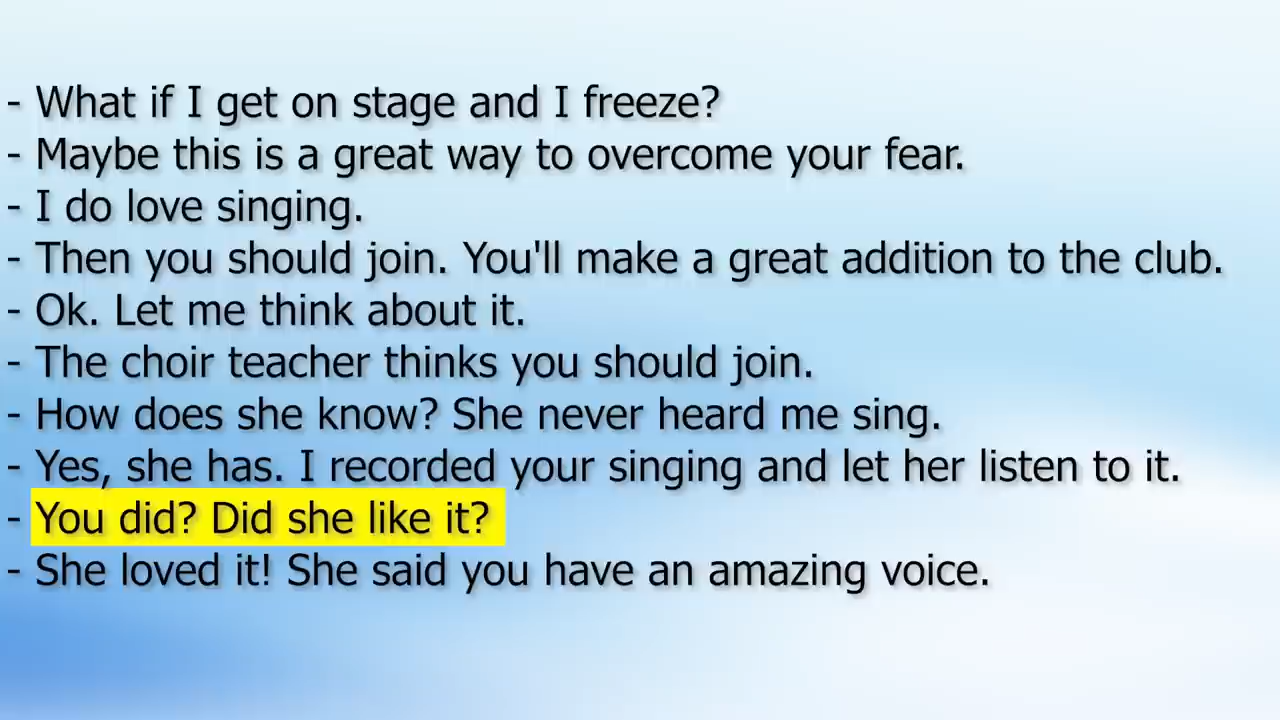 - What if I get on stage and I freeze?
- Maybe this is a great way to overcome your fear.
- I do love singing.
- Then you should join. You'll make a great addition to the club.
- Ok. Let me think about it.
- The choir teacher thinks you should join.
- How does she know? She never heard me sing.
- Yes, she has. I recorded your singing and let her listen to it.
- You did? Did she like it?
- She loved it! She said you have an amazing voice.